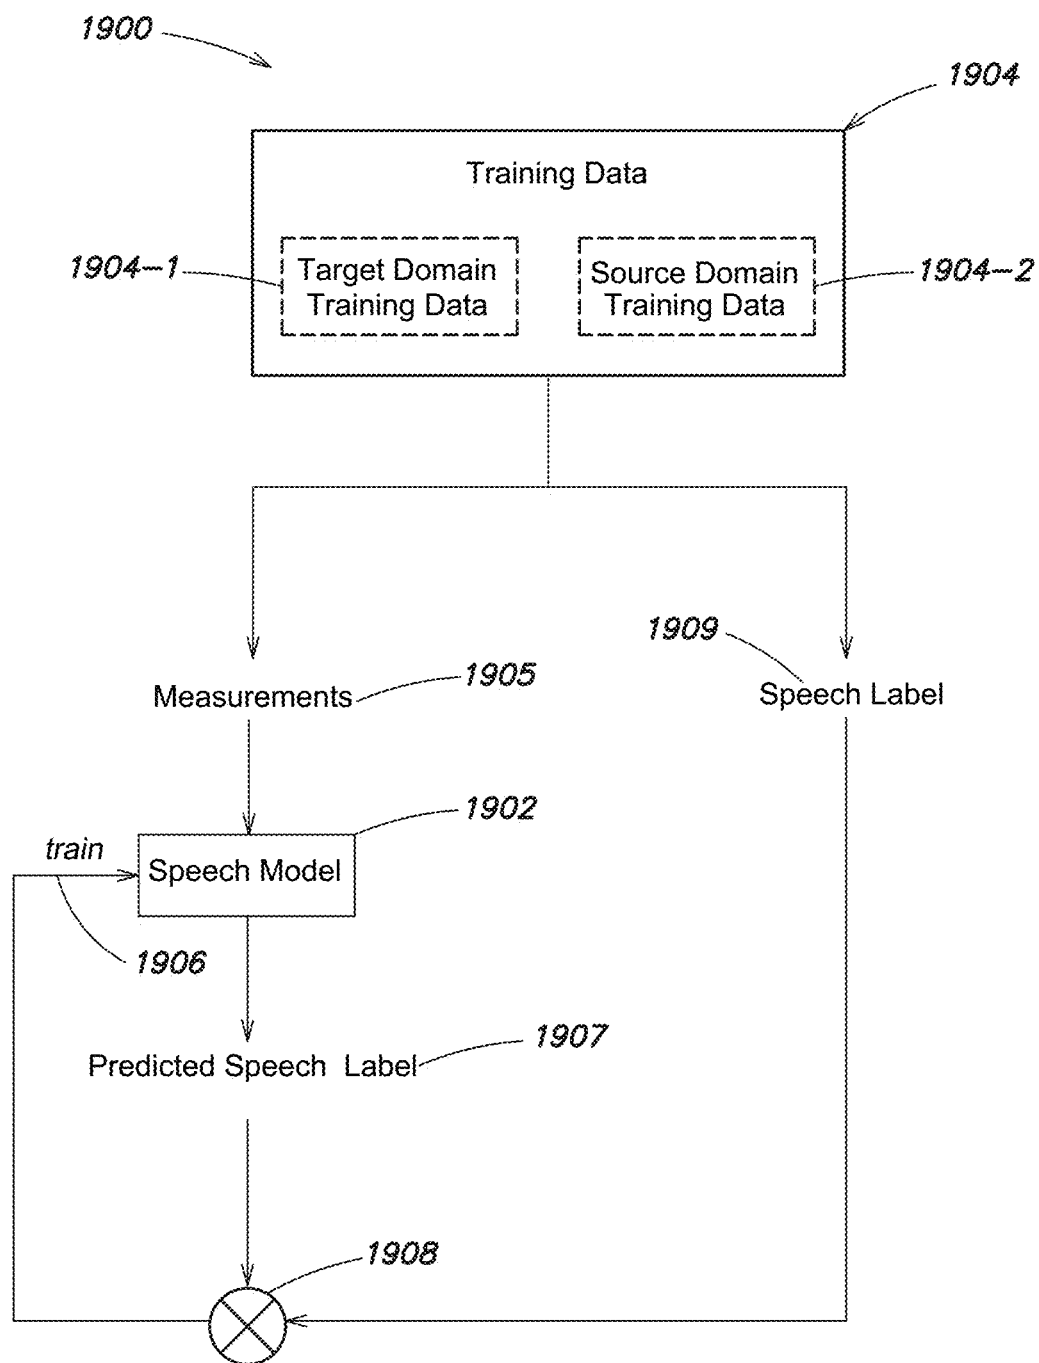 1900
1904
Training Data
1904-1
Target Domain
Training Data
Source Domain
Training Data
1904-2
1909
Measurements
1905
Speech Label
1902
train
Speech Model
1906
1907
Predicted Speech Label
1908